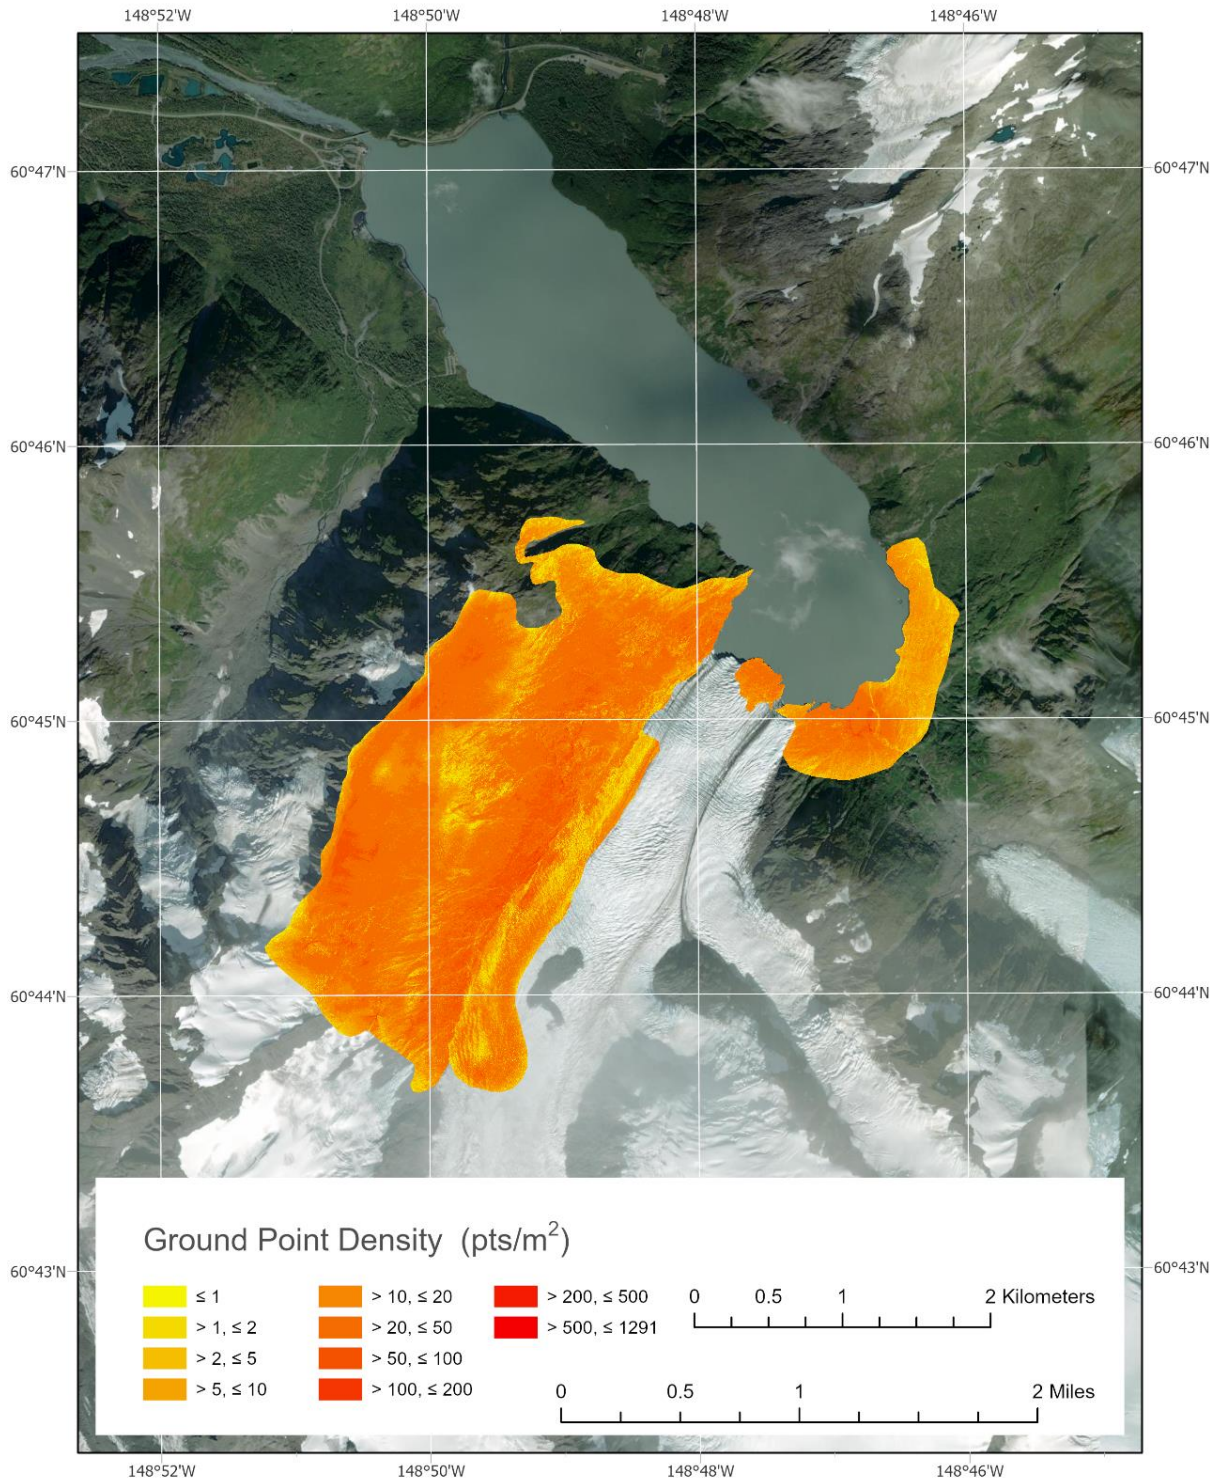 148°52'W 148°50'W 148°48'W 148°46'W
60°47'N 60°47'N
60°46'N 60°46'N
60°45'N 60°45'N
60°44'N 60°44'N
60°43'N 60°43'N
Ground Point Density (pts/m²)
≤ 1
> 1, ≤ 2
> 2, ≤ 5
> 5, ≤ 10
> 10, ≤ 20
> 20, ≤ 50
> 50, ≤ 100
> 100, ≤ 200
> 200, ≤ 500
> 500, ≤ 1291
0 0.5 1 2 Kilometers
0 0.5 1 2 Miles
148°52'W 148°50'W 148°48'W 148°46'W